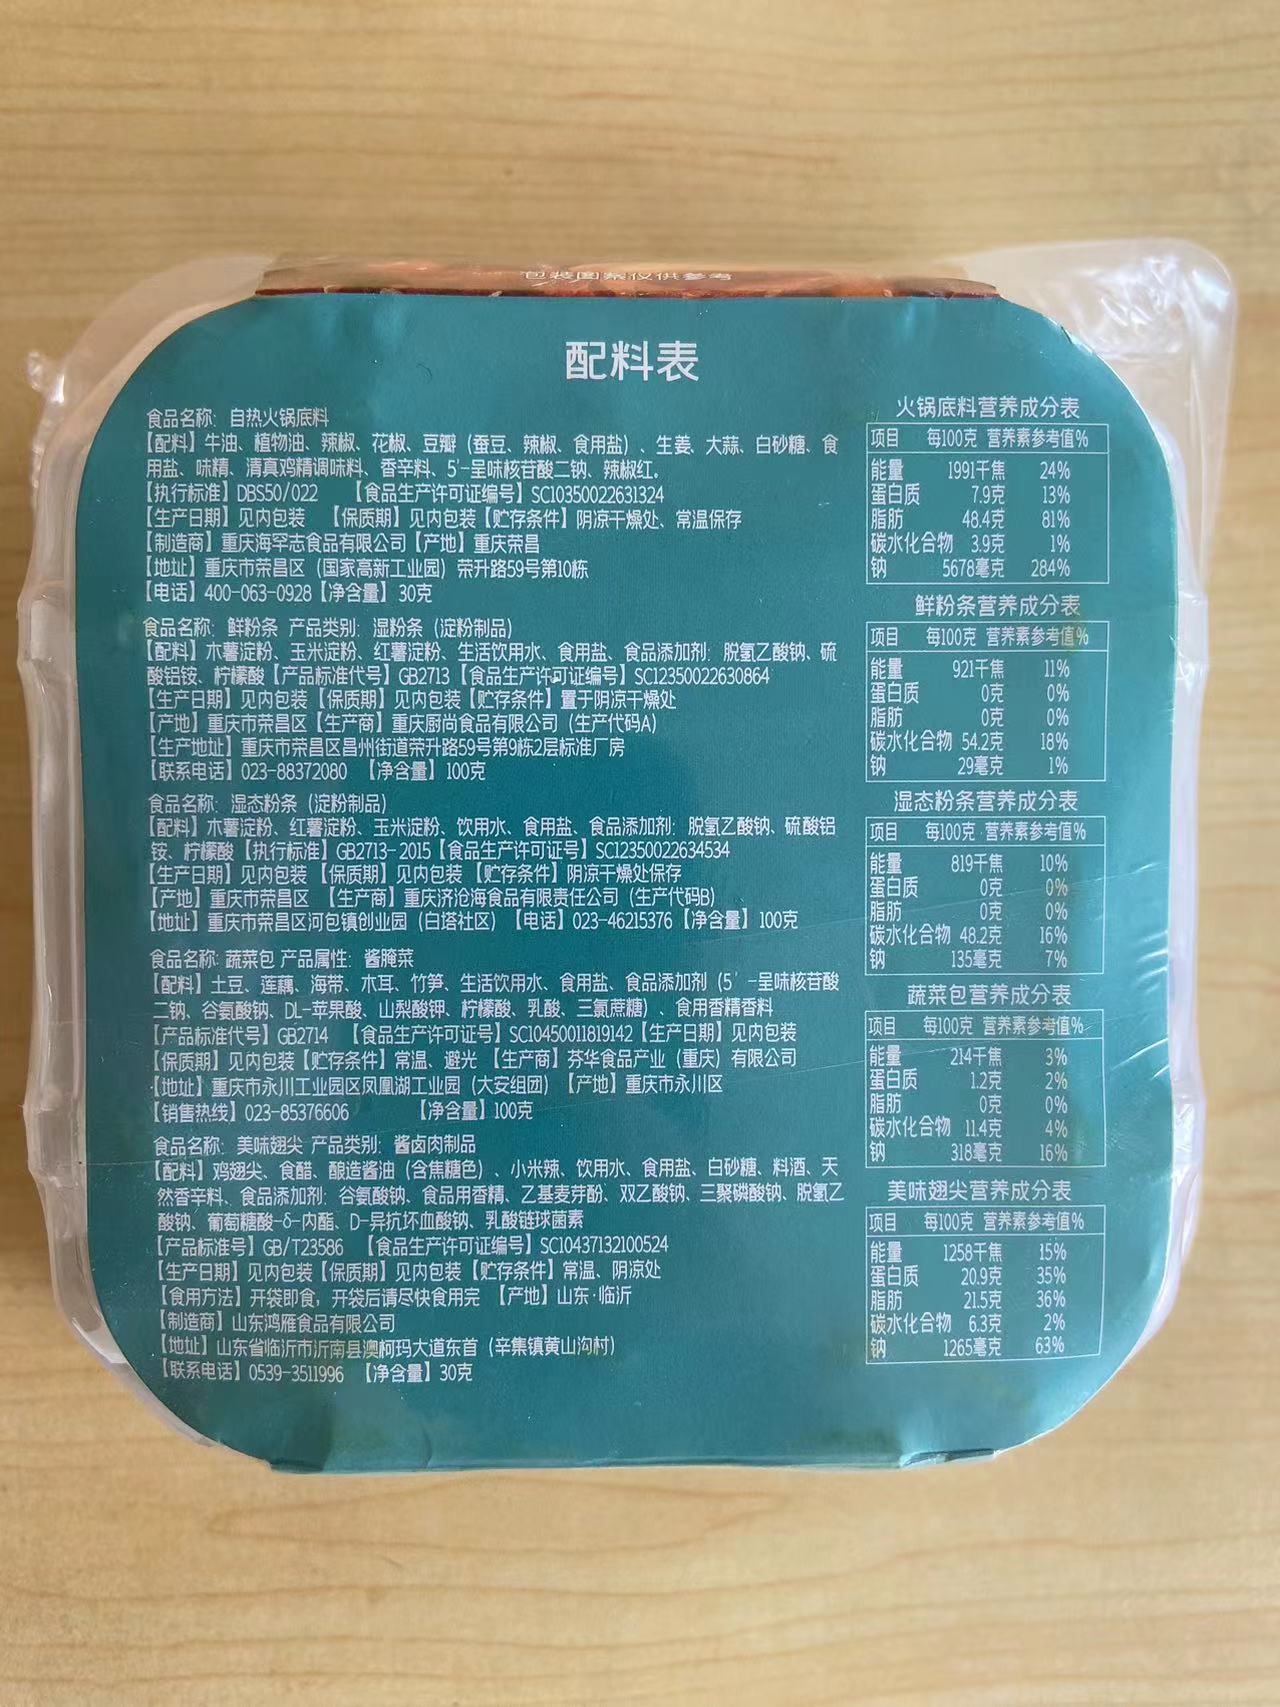 包装图案仅供参考
配料表
食品名称: 自热火锅底料
【配料】牛油、植物油、辣椒、花椒、豆瓣 (蚕豆、辣椒、食用盐) 、生姜、大蒜、白砂糖、食
用盐、味精、清真鸡精调味料、香辛料、5'-呈味核苷酸二钠、辣椒红。
【执行标准】DBS50/022 【食品生产许可证编号】SC10350022631324
【生产日期】见内包装 【保质期】见内包装【贮存条件】阴凉干燥处、常温保存
【制造商】重庆海罕志食品有限公司【产地】重庆荣昌
【地址】重庆市荣昌区 (国家高新工业园) 荣升路59号第10栋
【电话】400-063-0928【净含量】30克
食品名称: 鲜粉条 产品类别: 湿粉条 (淀粉制品)
【配料】木薯淀粉、玉米淀粉、红薯淀粉、生活饮用水、食用盐、食品添加剂: 脱氢乙酸钠、硫
酸铝铵、柠檬酸【产品标准代号】GB2713【食品生产许可证编号】SC12350022630864
【生产日期】见内包装【保质期】见内包装【贮存条件】置于阴凉干燥处
【产地】重庆市荣昌区【生产商】重庆厨尚食品有限公司 (生产代码A)
【生产地址】重庆市荣昌区昌州街道荣升路59号第9栋2层标准厂房
【联系电话】023-88372080 【净含量】100克
食品名称: 湿态粉条 (淀粉制品)
【配料】木薯淀粉、红薯淀粉、玉米淀粉、饮用水、食用盐、食品添加剂: 脱氢乙酸钠、硫酸铝
铵、柠檬酸【执行标准】GB2713-2015【食品生产许可证号】SC12350022634534
【生产日期】见内包装 【保质期】见内包装 【贮存条件】阴凉干燥处保存
【产地】重庆市荣昌区 【生产商】重庆济沧海食品有限责任公司 (生产代码B)
【地址】重庆市荣昌区河包镇创业园 (白塔社区) 【电话】023-46215376【净含量】100克
食品名称: 蔬菜包 产品属性: 酱腌菜
【配料】土豆、莲藕、海带、木耳、竹笋、生活饮用水、食用盐、食品添加剂 (5'-呈味核苷酸
二钠、谷氨酸钠、DL-苹果酸、山梨酸钾、柠檬酸、乳酸、三氯蔗糖) 、食用香精香料
【产品标准代号】GB2714 【食品生产许可证号】SC10450011819142【生产日期】见内包装
【保质期】见内包装【贮存条件】常温、避光【生产商】芬华食品产业 (重庆) 有限公司
【地址】重庆市永川工业园区凤凰湖工业园 (大安组团) 【产地】重庆市永川区
【销售热线】023-85376606 【净含量】100克
食品名称: 美味翅尖 产品类别: 酱卤肉制品
【配料】鸡翅尖、食醋、酿造酱油 (含焦糖色) 、小米辣、饮用水、食用盐、白砂糖、料酒、天
然香辛料、食品添加剂: 谷氨酸钠、食品用香精、乙基麦芽酚、双乙酸钠、三聚磷酸钠、脱氢乙
酸钠、葡萄糖酸-δ-内酯、D-异抗坏血酸钠、乳酸链球菌素
【产品标准号】GB/T23586 【食品生产许可证编号】SC10437132100524
【生产日期】见内包装【保质期】见内包装【贮存条件】常温、阴凉处
【食用方法】开袋即食, 开袋后请尽快食用完 【产地】山东·临沂
【制造商】山东鸿雁食品有限公司
【地址】山东省临沂市沂南县澳柯玛大道东首 (辛集镇黄山沟村)
【联系电话】0539-3511996 【净含量】30克
火锅底料营养成分表
项目 每100克 营养素参考值%
能量 1991千焦 24%
蛋白质 7.9克 13%
脂肪 48.4克 81%
碳水化合物 3.9克 1%
钠 5678毫克 284%
鲜粉条营养成分表
项目 每100克 营养素参考值%
能量 921千焦 11%
蛋白质 0克 0%
脂肪 0克 0%
碳水化合物 54.2克 18%
钠 29毫克 1%
湿态粉条营养成分表
项目 每100克 营养素参考值%
能量 819千焦 10%
蛋白质 0克 0%
脂肪 0克 0%
碳水化合物 48.2克 16%
钠 135毫克 7%
蔬菜包营养成分表
项目 每100克 营养素参考值%
能量 214千焦 3%
蛋白质 1.2克 2%
脂肪 0克 0%
碳水化合物 11.4克 4%
钠 318毫克 16%
美味翅尖营养成分表
项目 每100克 营养素参考值%
能量 1258千焦 15%
蛋白质 20.9克 35%
脂肪 21.5克 36%
碳水化合物 6.3克 2%
钠 1265毫克 63%